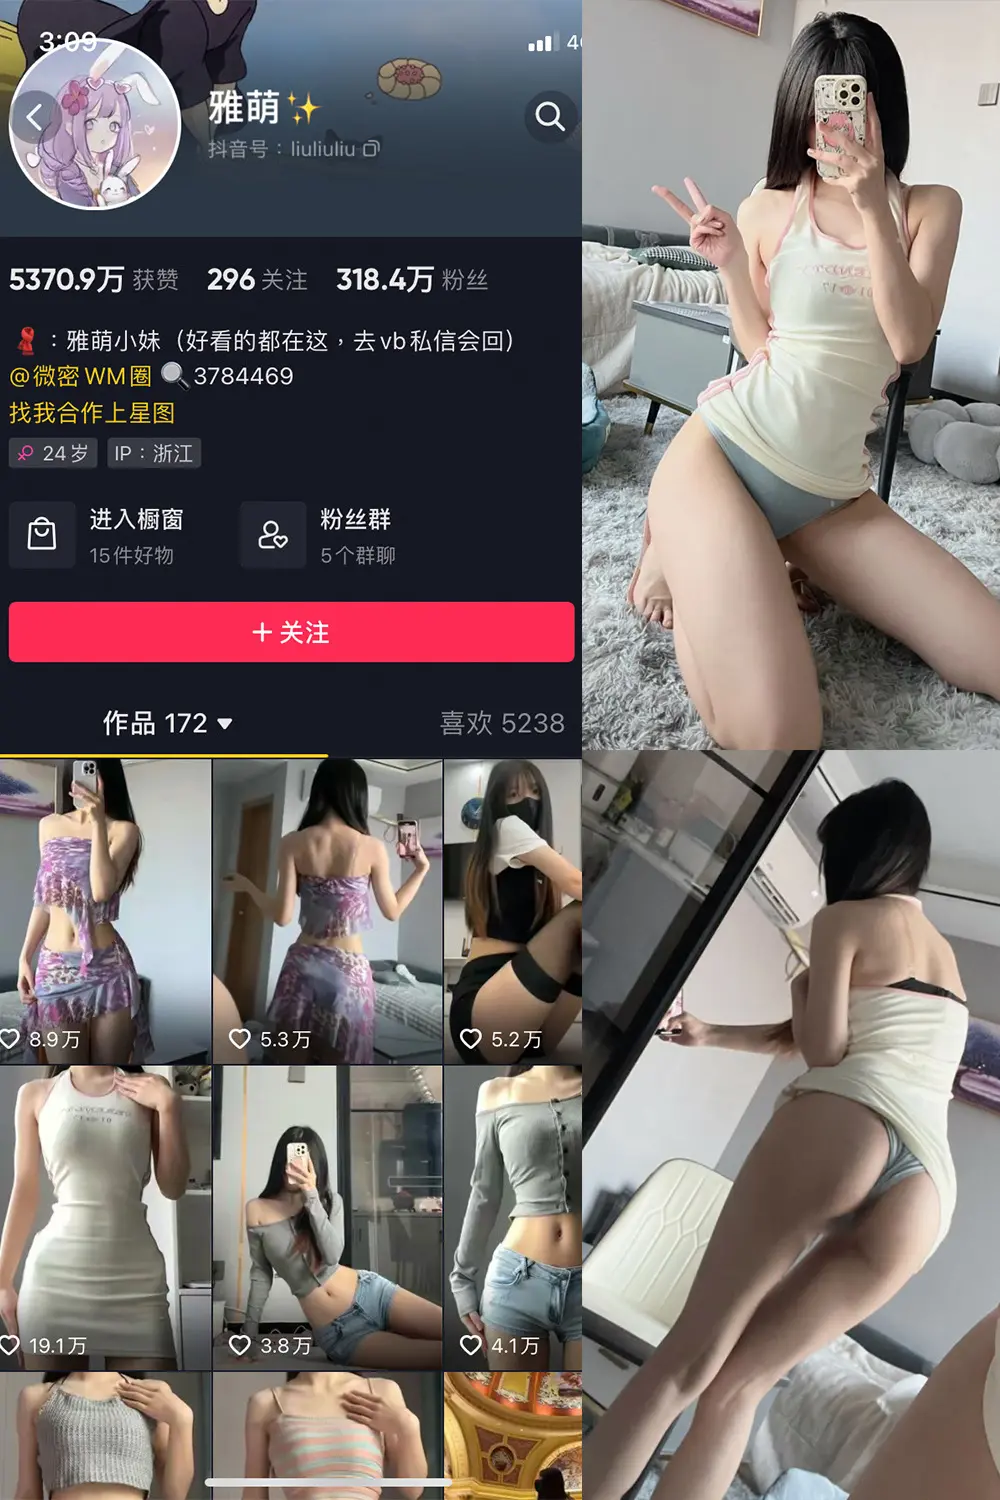 3:09
4G
雅萌✨
抖音号：liuliuliu
5370.9万 获赞 296 关注 318.4万 粉丝
：雅萌小妹（好看的都在这，去vb私信会回）
@微密WM圈 🔍3784469
找我合作上星图
♀ 24岁 IP：浙江
进入橱窗
15件好物
粉丝群
5个群聊
+ 关注
作品 172 ▼
喜欢 5238
8.9万
5.3万
5.2万
19.1万
3.8万
4.1万